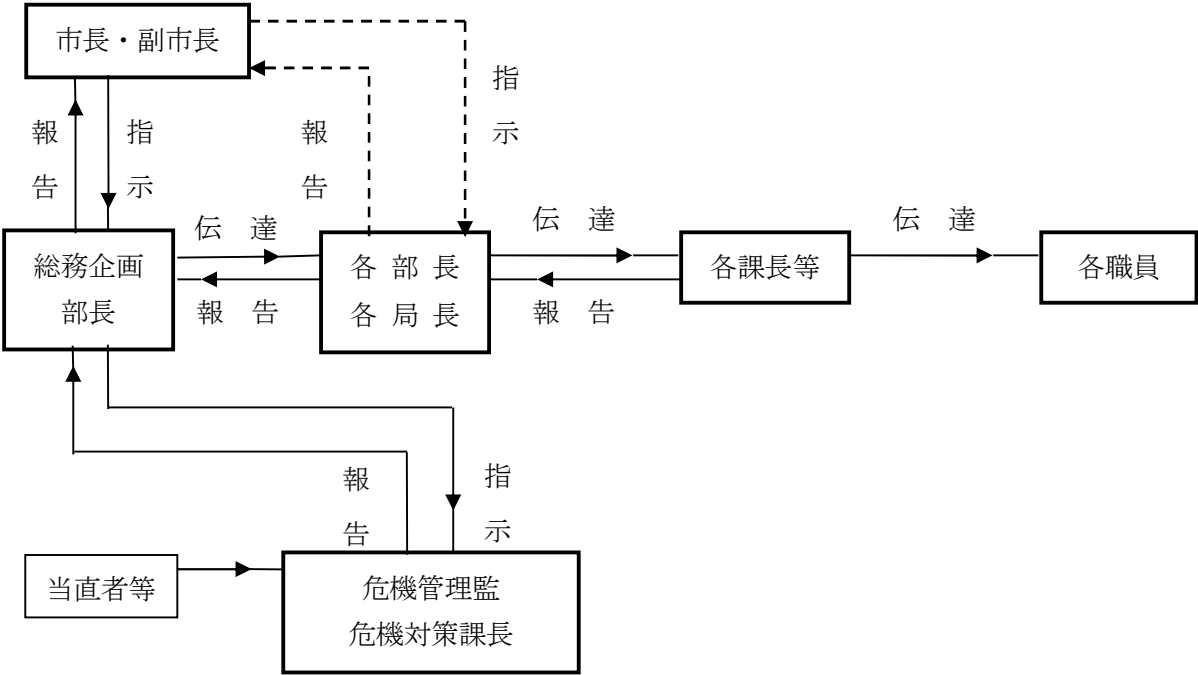 市長・副市長
指示
報告
指示
報告
伝達
伝達
伝達
総務企画
部長
各部長
各局長
各課長等
各職員
報告
報告
報告
指示
当直者等
危機管理監
危機対策課長